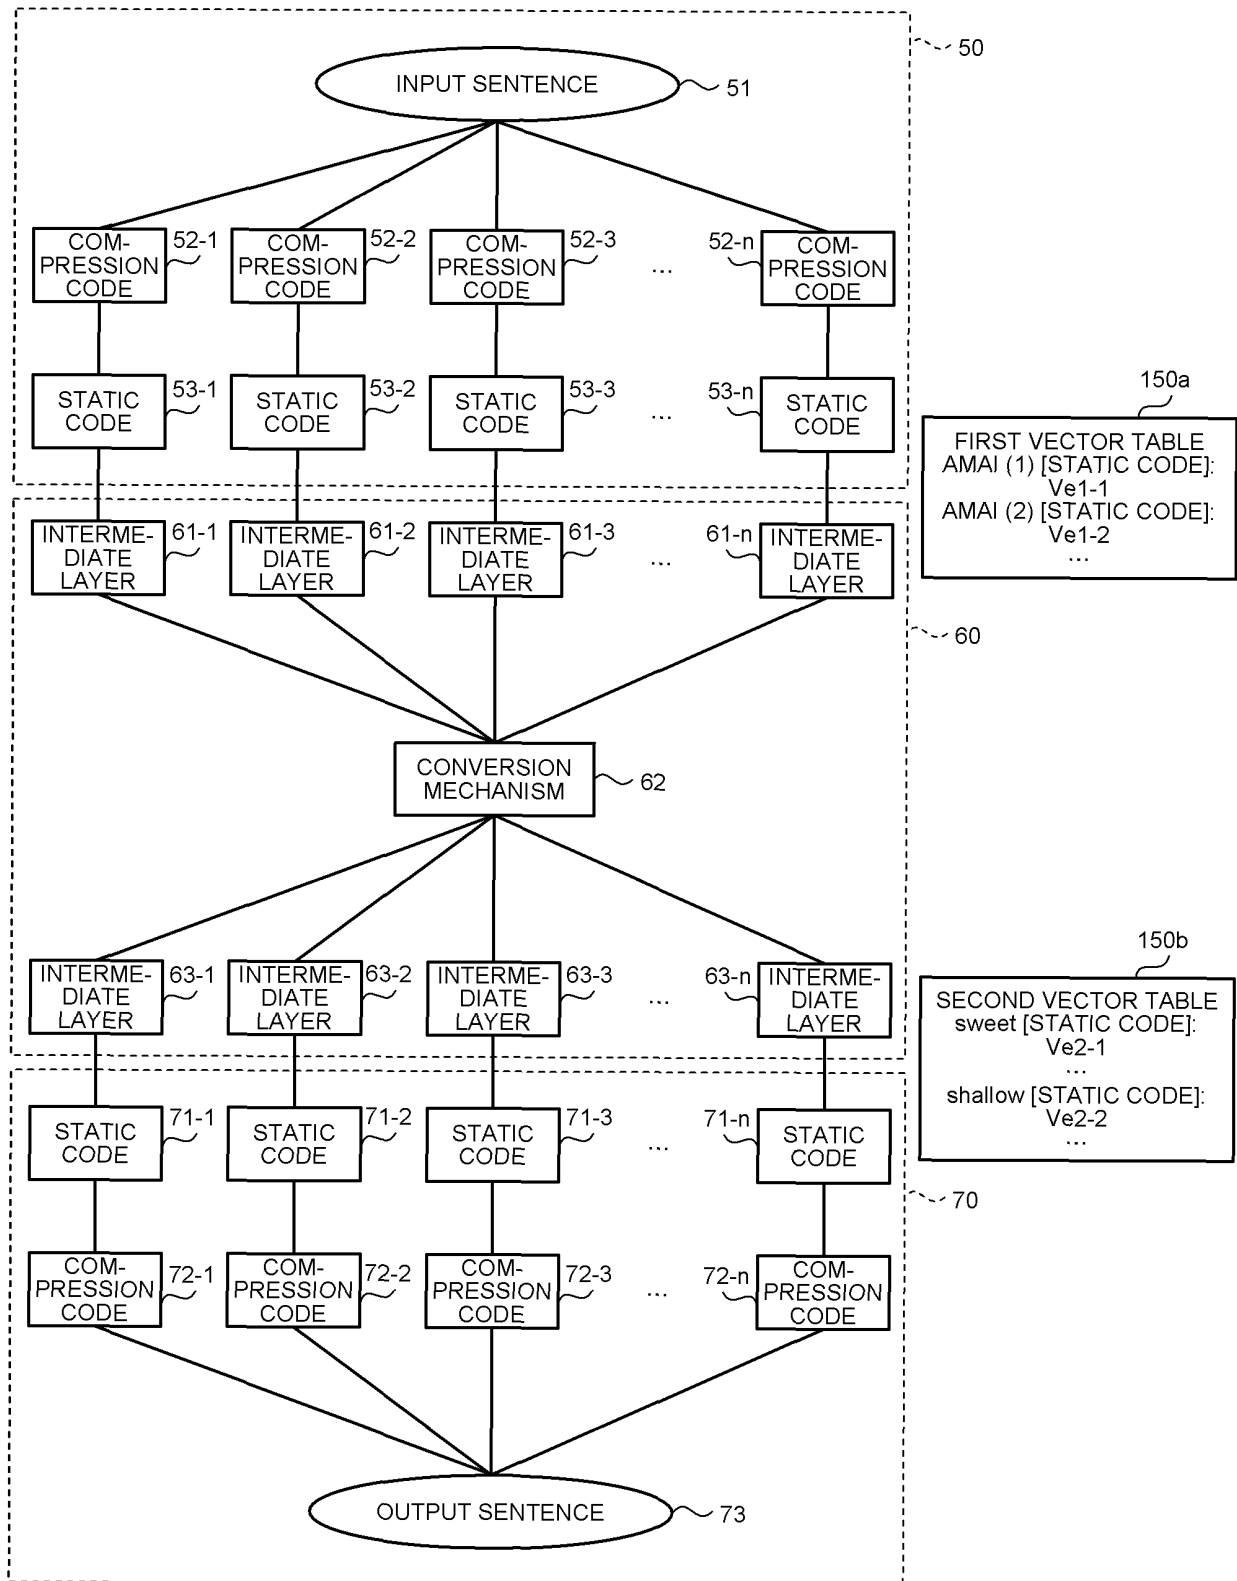 50
INPUT SENTENCE
51
COM-
PRESSION
CODE
52-1
COM-
PRESSION
CODE
52-2
COM-
PRESSION
CODE
52-3
...
52-n
COM-
PRESSION
CODE
STATIC
CODE
53-1
STATIC
CODE
53-2
STATIC
CODE
53-3
...
53-n
STATIC
CODE
150a
FIRST VECTOR TABLE
AMAI (1) [STATIC CODE]:
Ve1-1
AMAI (2) [STATIC CODE]:
Ve1-2
...
INTERME-
DIATE
LAYER
61-1
INTERME-
DIATE
LAYER
61-2
INTERME-
DIATE
LAYER
61-3
...
61-n
INTERME-
DIATE
LAYER
60
CONVERSION
MECHANISM
62
INTERME-
DIATE
LAYER
63-1
INTERME-
DIATE
LAYER
63-2
INTERME-
DIATE
LAYER
63-3
...
63-n
INTERME-
DIATE
LAYER
150b
SECOND VECTOR TABLE
sweet [STATIC CODE]:
Ve2-1
...
shallow [STATIC CODE]:
Ve2-2
...
STATIC
CODE
71-1
STATIC
CODE
71-2
STATIC
CODE
71-3
...
71-n
STATIC
CODE
70
COM-
PRESSION
CODE
72-1
COM-
PRESSION
CODE
72-2
COM-
PRESSION
CODE
72-3
...
72-n
COM-
PRESSION
CODE
OUTPUT SENTENCE
73